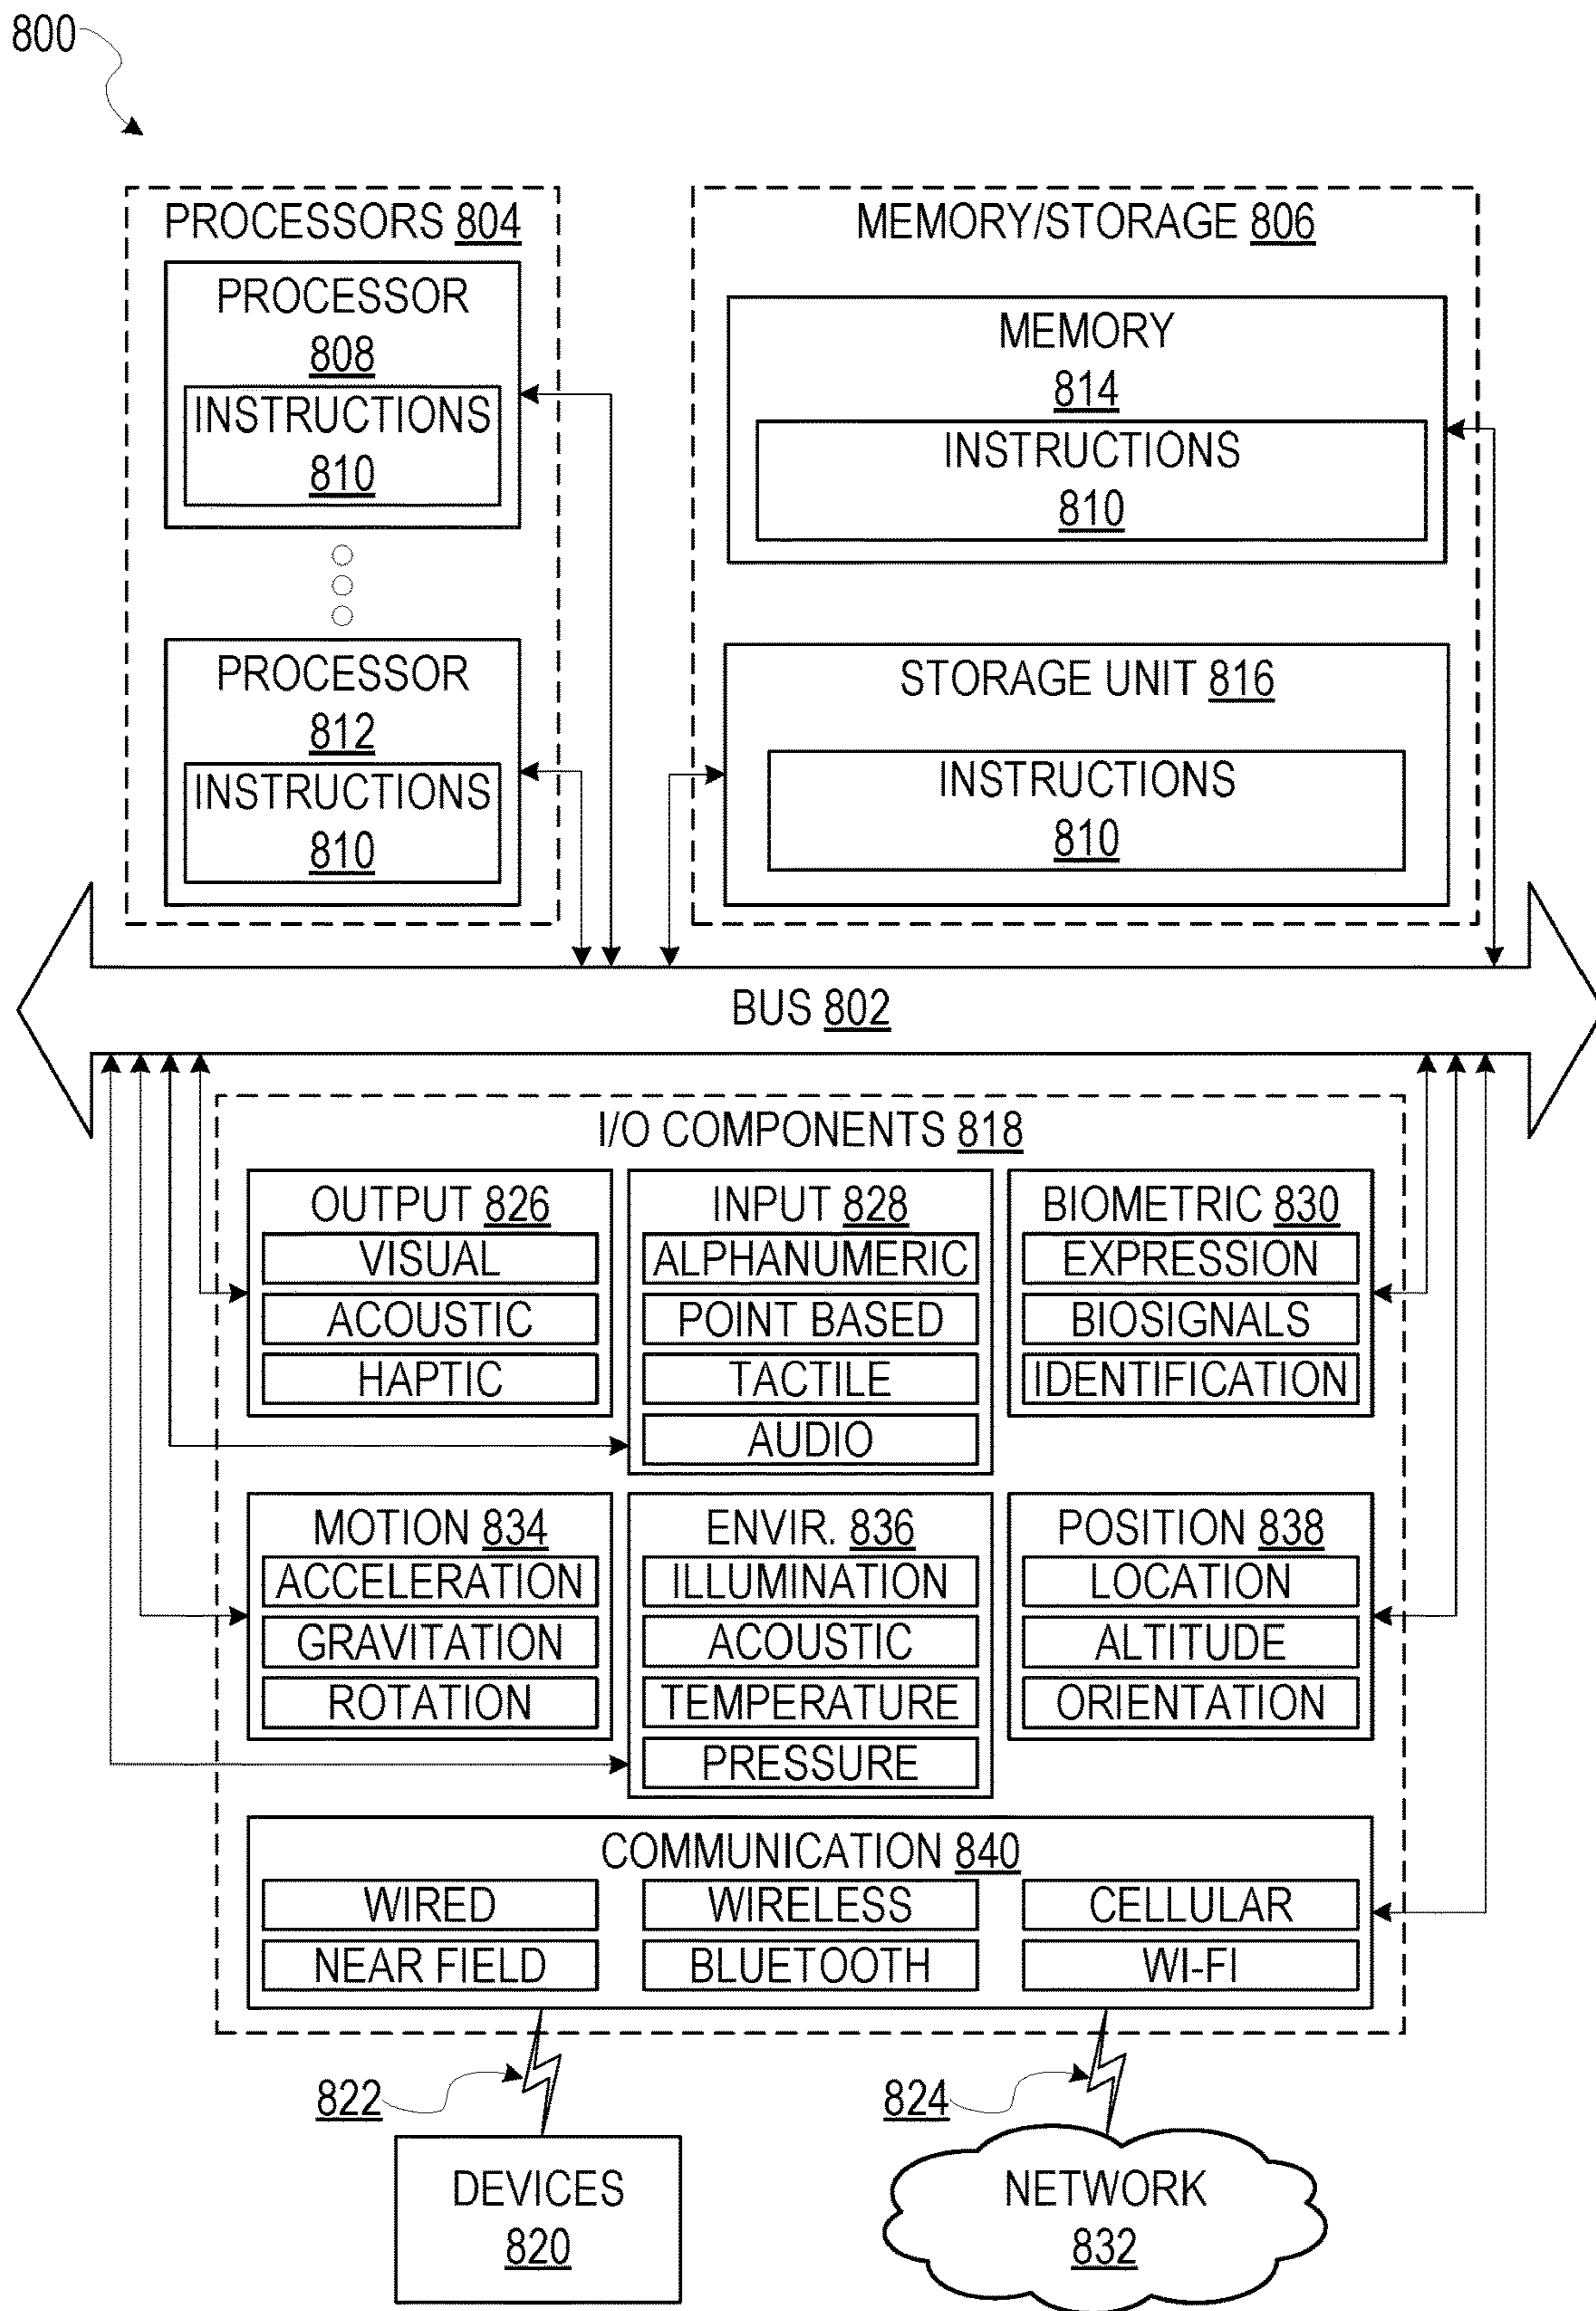 800
PROCESSORS 804
PROCESSOR
808
INSTRUCTIONS
810
PROCESSOR
812
INSTRUCTIONS
810
MEMORY/STORAGE 806
MEMORY
814
INSTRUCTIONS
810
STORAGE UNIT 816
INSTRUCTIONS
810
BUS 802
I/O COMPONENTS 818
OUTPUT 826
VISUAL
ACOUSTIC
HAPTIC
INPUT 828
ALPHANUMERIC
POINT BASED
TACTILE
AUDIO
BIOMETRIC 830
EXPRESSION
BIOSIGNALS
IDENTIFICATION
MOTION 834
ACCELERATION
GRAVITATION
ROTATION
ENVIR. 836
ILLUMINATION
ACOUSTIC
TEMPERATURE
PRESSURE
POSITION 838
LOCATION
ALTITUDE
ORIENTATION
COMMUNICATION 840
WIRED
WIRELESS
CELLULAR
NEAR FIELD
BLUETOOTH
WI-FI
822
824
DEVICES
820
NETWORK
832